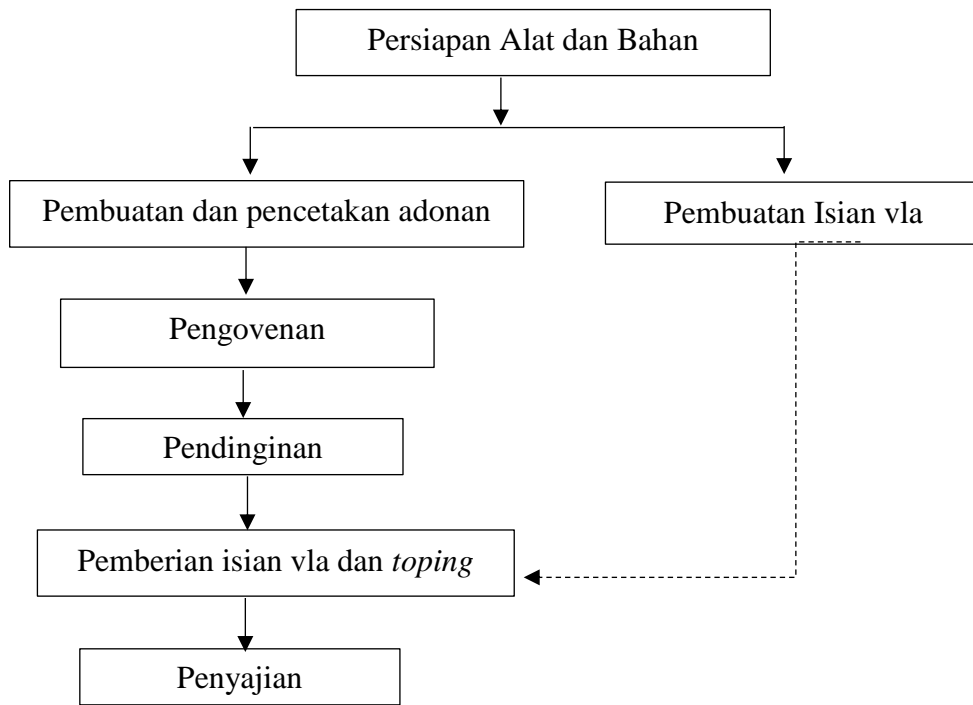 Persiapan Alat dan Bahan
Pembuatan dan pencetakan adonan
Pembuatan Isian vla
Pengovenan
Pendinginan
Pemberian isian vla dan toping
Penyajian